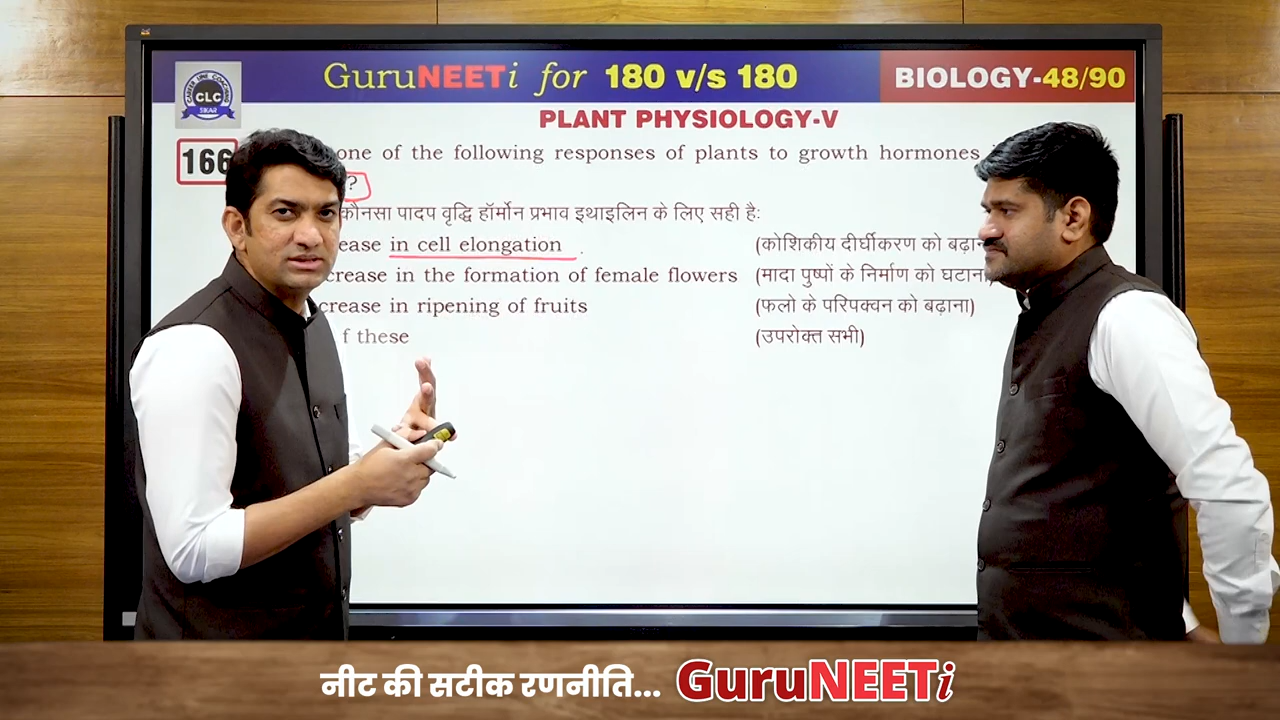 GuruNEETi for 180 v/s 180
BIOLOGY-48/90
CLC
SIKAR
PLANT PHYSIOLOGY-V
166
one of the following responses of plants to growth hormones
?
कौनसा पादप वृद्धि हॉर्मोन प्रभाव इथाइलिन के लिए सही है:
ease in cell elongation (कोशिकीय दीर्घीकरण को बढ़ान
crease in the formation of female flowers (मादा पुष्पों के निर्माण को घटाना
crease in ripening of fruits (फलो के परिपक्वन को बढ़ाना)
f these (उपरोक्त सभी)
नीट की सटीक रणनीति... GuruNEETi